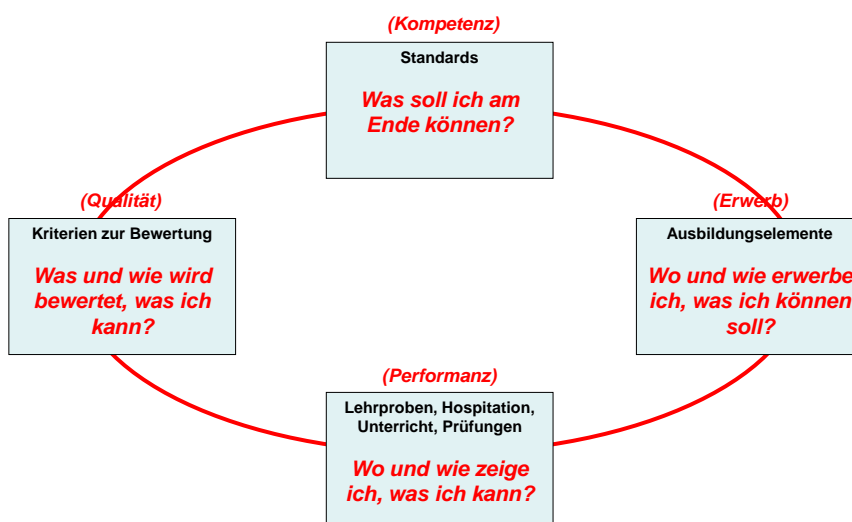 (Kompetenz)
Standards
Was soll ich am
Ende können?
(Qualität)
Kriterien zur Bewertung
Was und wie wird
bewertet, was ich
kann?
(Erwerb)
Ausbildungselemente
Wo und wie erwerbe
ich, was ich können
soll?
(Performanz)
Lehrproben, Hospitation,
Unterricht, Prüfungen
Wo und wie zeige
ich, was ich kann?